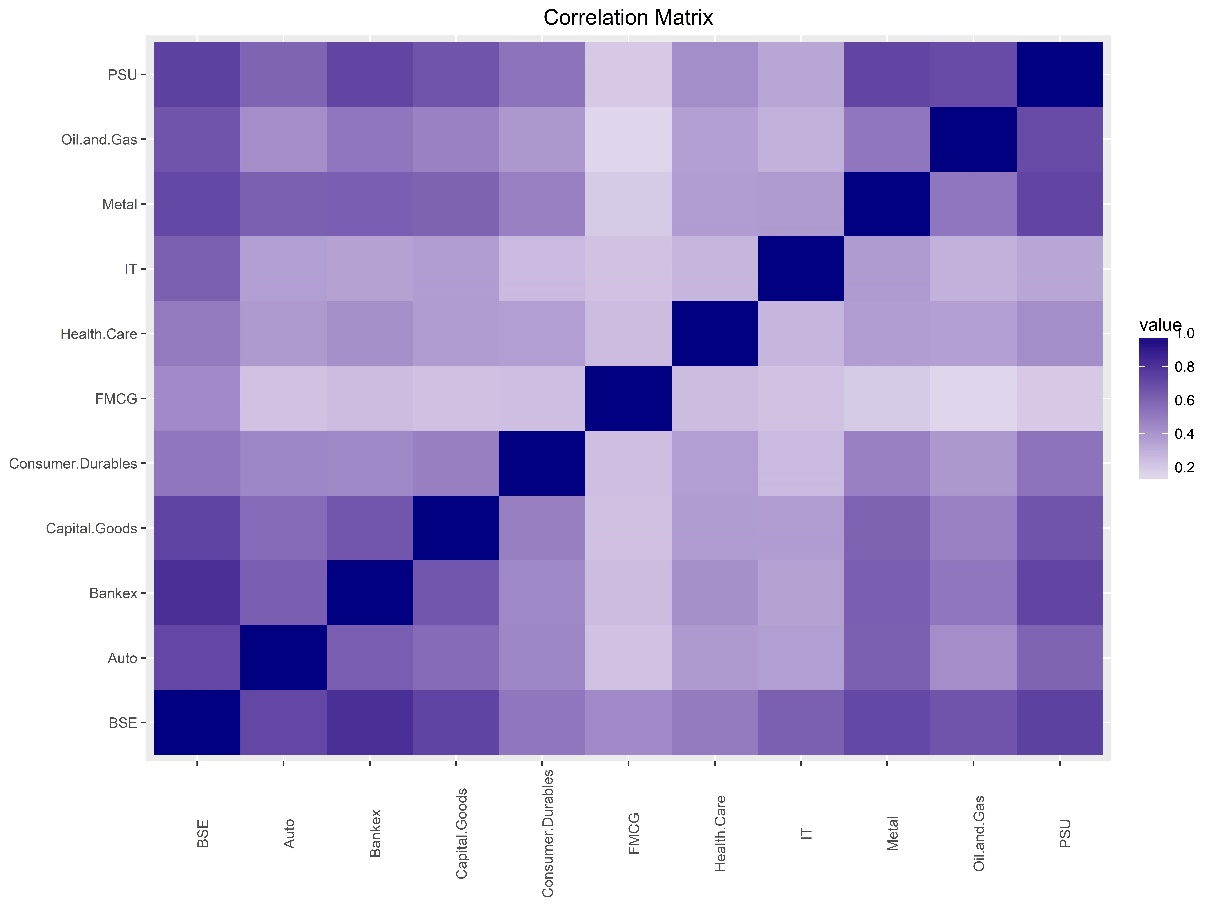 Correlation Matrix
PSU
Oil.and.Gas
Metal
IT
Health.Care
FMCG
Consumer.Durables
Capital.Goods
Bankex
Auto
BSE
BSE
Auto
Bankex
Capital.Goods
Consumer.Durables
FMCG
Health.Care
IT
Metal
Oil.and.Gas
PSU
value
1.0
0.8
0.6
0.4
0.2